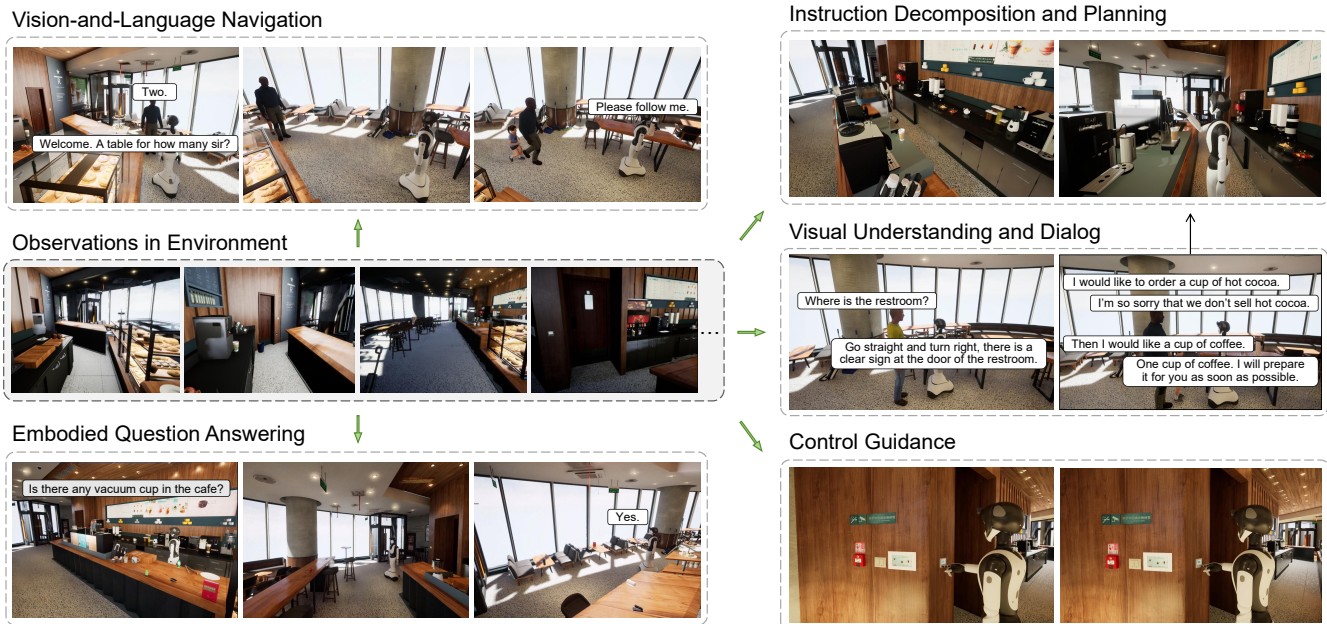 Vision-and-Language Navigation
Two.
Welcome. A table for how many sir?
Please follow me.
Instruction Decomposition and Planning
Observations in Environment
...
Visual Understanding and Dialog
Where is the restroom?
Go straight and turn right, there is a
clear sign at the door of the restroom.
I would like to order a cup of hot cocoa.
I'm so sorry that we don't sell hot cocoa.
Then I would like a cup of coffee.
One cup of coffee. I will prepare
it for you as soon as possible.
Embodied Question Answering
Is there any vacuum cup in the cafe?
Yes.
Control Guidance